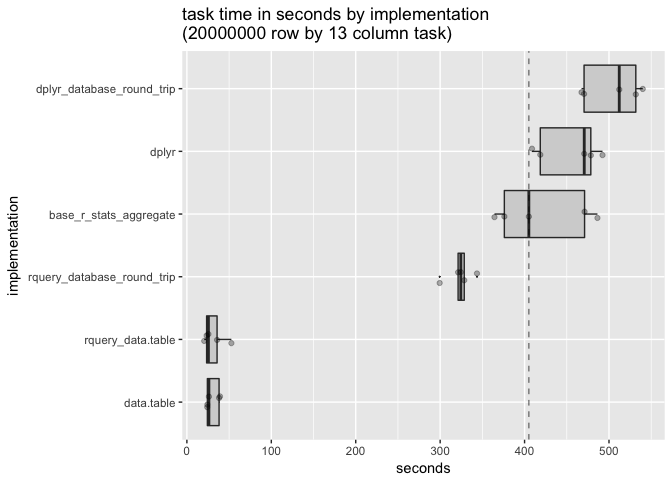 task time in seconds by implementation
(20000000 row by 13 column task)
dplyr_database_round_trip
dplyr
base_r_stats_aggregate
rquery_database_round_trip
rquery_data.table
data.table
implementation
0 100 200 300 400 500
seconds